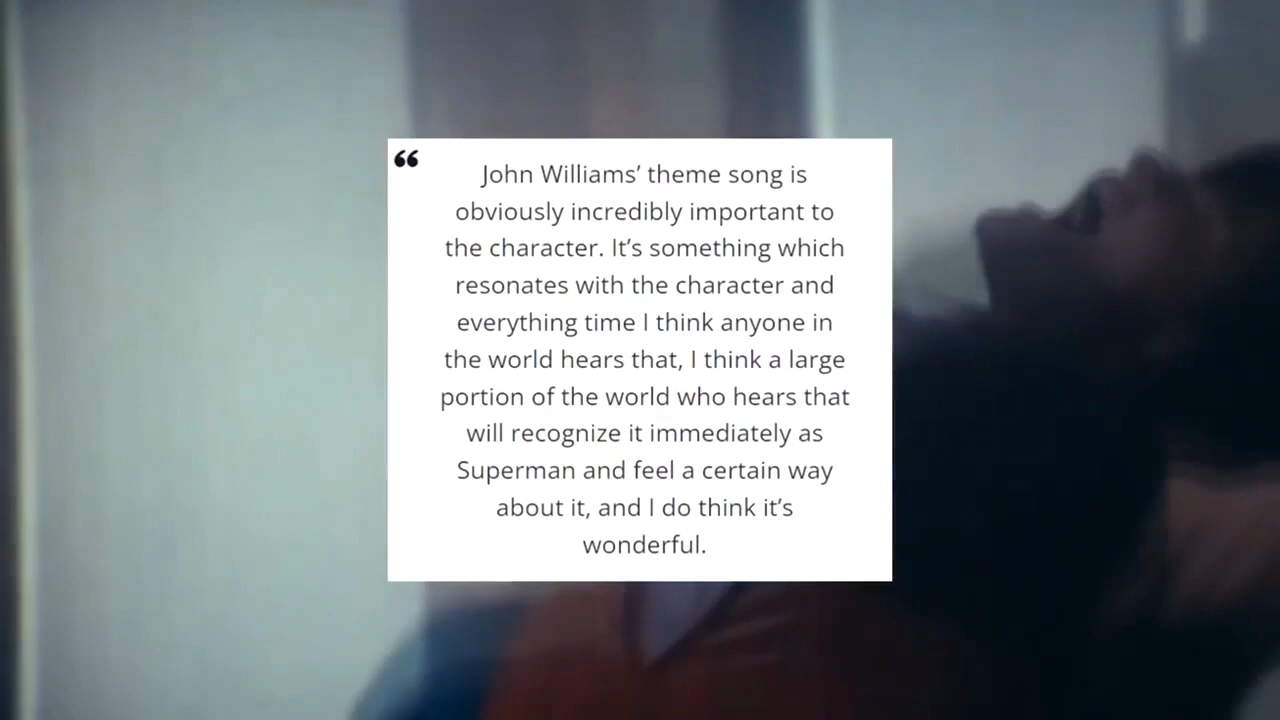 “
John Williams’ theme song is
obviously incredibly important to
the character. It’s something which
resonates with the character and
everything time I think anyone in
the world hears that, I think a large
portion of the world who hears that
will recognize it immediately as
Superman and feel a certain way
about it, and I do think it’s
wonderful.